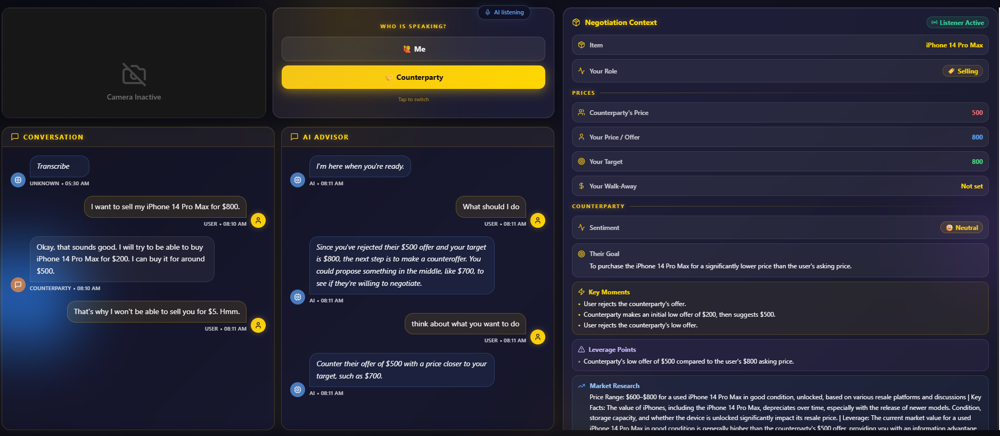 AI listening
WHO IS SPEAKING?
Me
Counterparty
Tap to switch
Camera Inactive
CONVERSATION
Transcribe
UNKNOWN • 05:30 AM
I want to sell my iPhone 14 Pro Max for $800.
USER • 08:10 AM
Okay, that sounds good. I will try to be able to buy
iPhone 14 Pro Max for $200. I can buy it for around
$500.
COUNTERPARTY • 08:10 AM
That's why I won't be able to sell you for $5. Hmm.
USER • 08:11 AM
AI ADVISOR
I'm here when you're ready.
AI • 08:11 AM
What should I do
USER • 08:11 AM
Since you've rejected their $500 offer and your target
is $800, the next step is to make a counteroffer. You
could propose something in the middle, like $700, to
see if they're willing to negotiate.
AI • 08:11 AM
think about what you want to do
USER • 08:11 AM
Counter their offer of $500 with a price closer to your
target, such as $700.
AI • 08:11 AM
Negotiation Context
Listener Active
Item
iPhone 14 Pro Max
Your Role
Selling
PRICES
Counterparty's Price
500
Your Price / Offer
800
Your Target
800
Your Walk-Away
Not set
COUNTERPARTY
Sentiment
Neutral
Their Goal
To purchase the iPhone 14 Pro Max for a significantly lower price than the user's asking price.
Key Moments
• User rejects the counterparty's offer.
• Counterparty makes an initial low offer of $200, then suggests $500.
• User rejects the counterparty's low offer.
Leverage Points
• Counterparty's low offer of $500 compared to the user's $800 asking price.
Market Research
Price Range: $600–$800 for a used iPhone 14 Pro Max in good condition, unlocked, based on various resale platforms and discussions | Key
Facts: The value of iPhones, including the iPhone 14 Pro Max, depreciates over time, especially with the release of newer models. Condition,
storage capacity, and whether the device is unlocked significantly impact its resale price. | Leverage: The current market value for a used
iPhone 14 Pro Max in good condition is generally higher than the counterparty's $500 offer, providing you with an information advantage